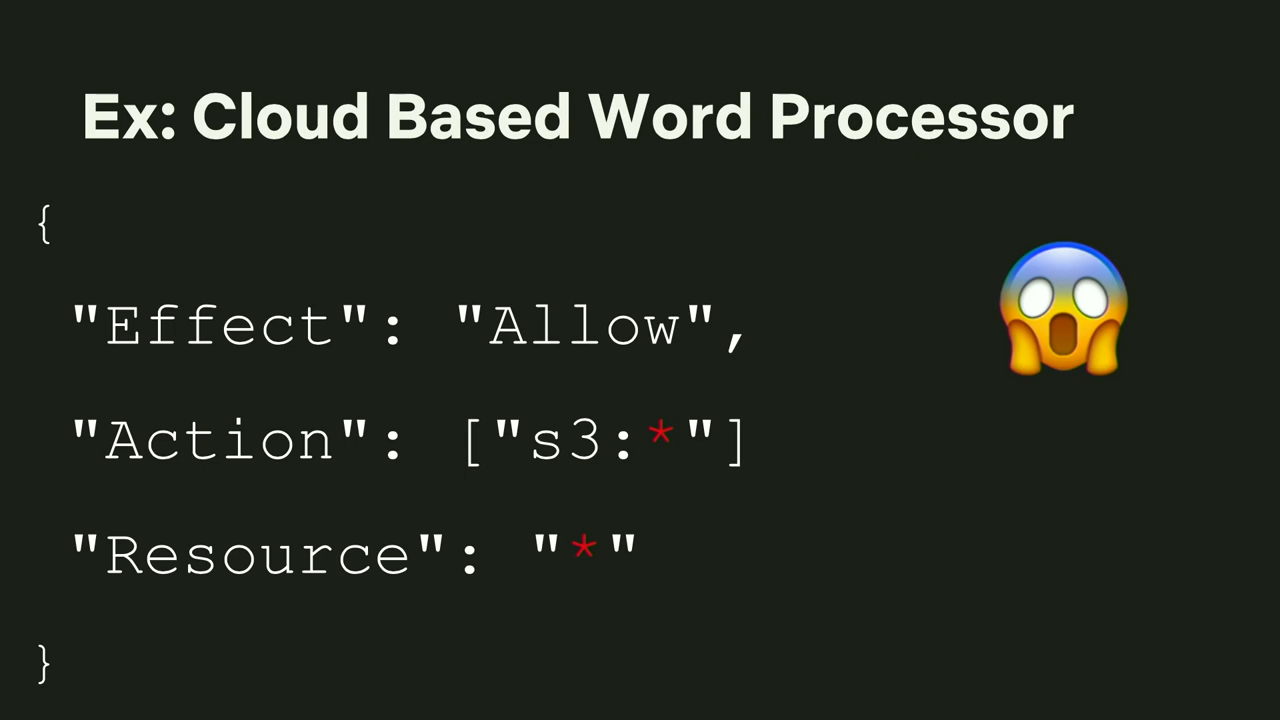 Ex: Cloud Based Word Processor
{
"Effect": "Allow",
"Action": ["s3:*"]
"Resource": "*"
}